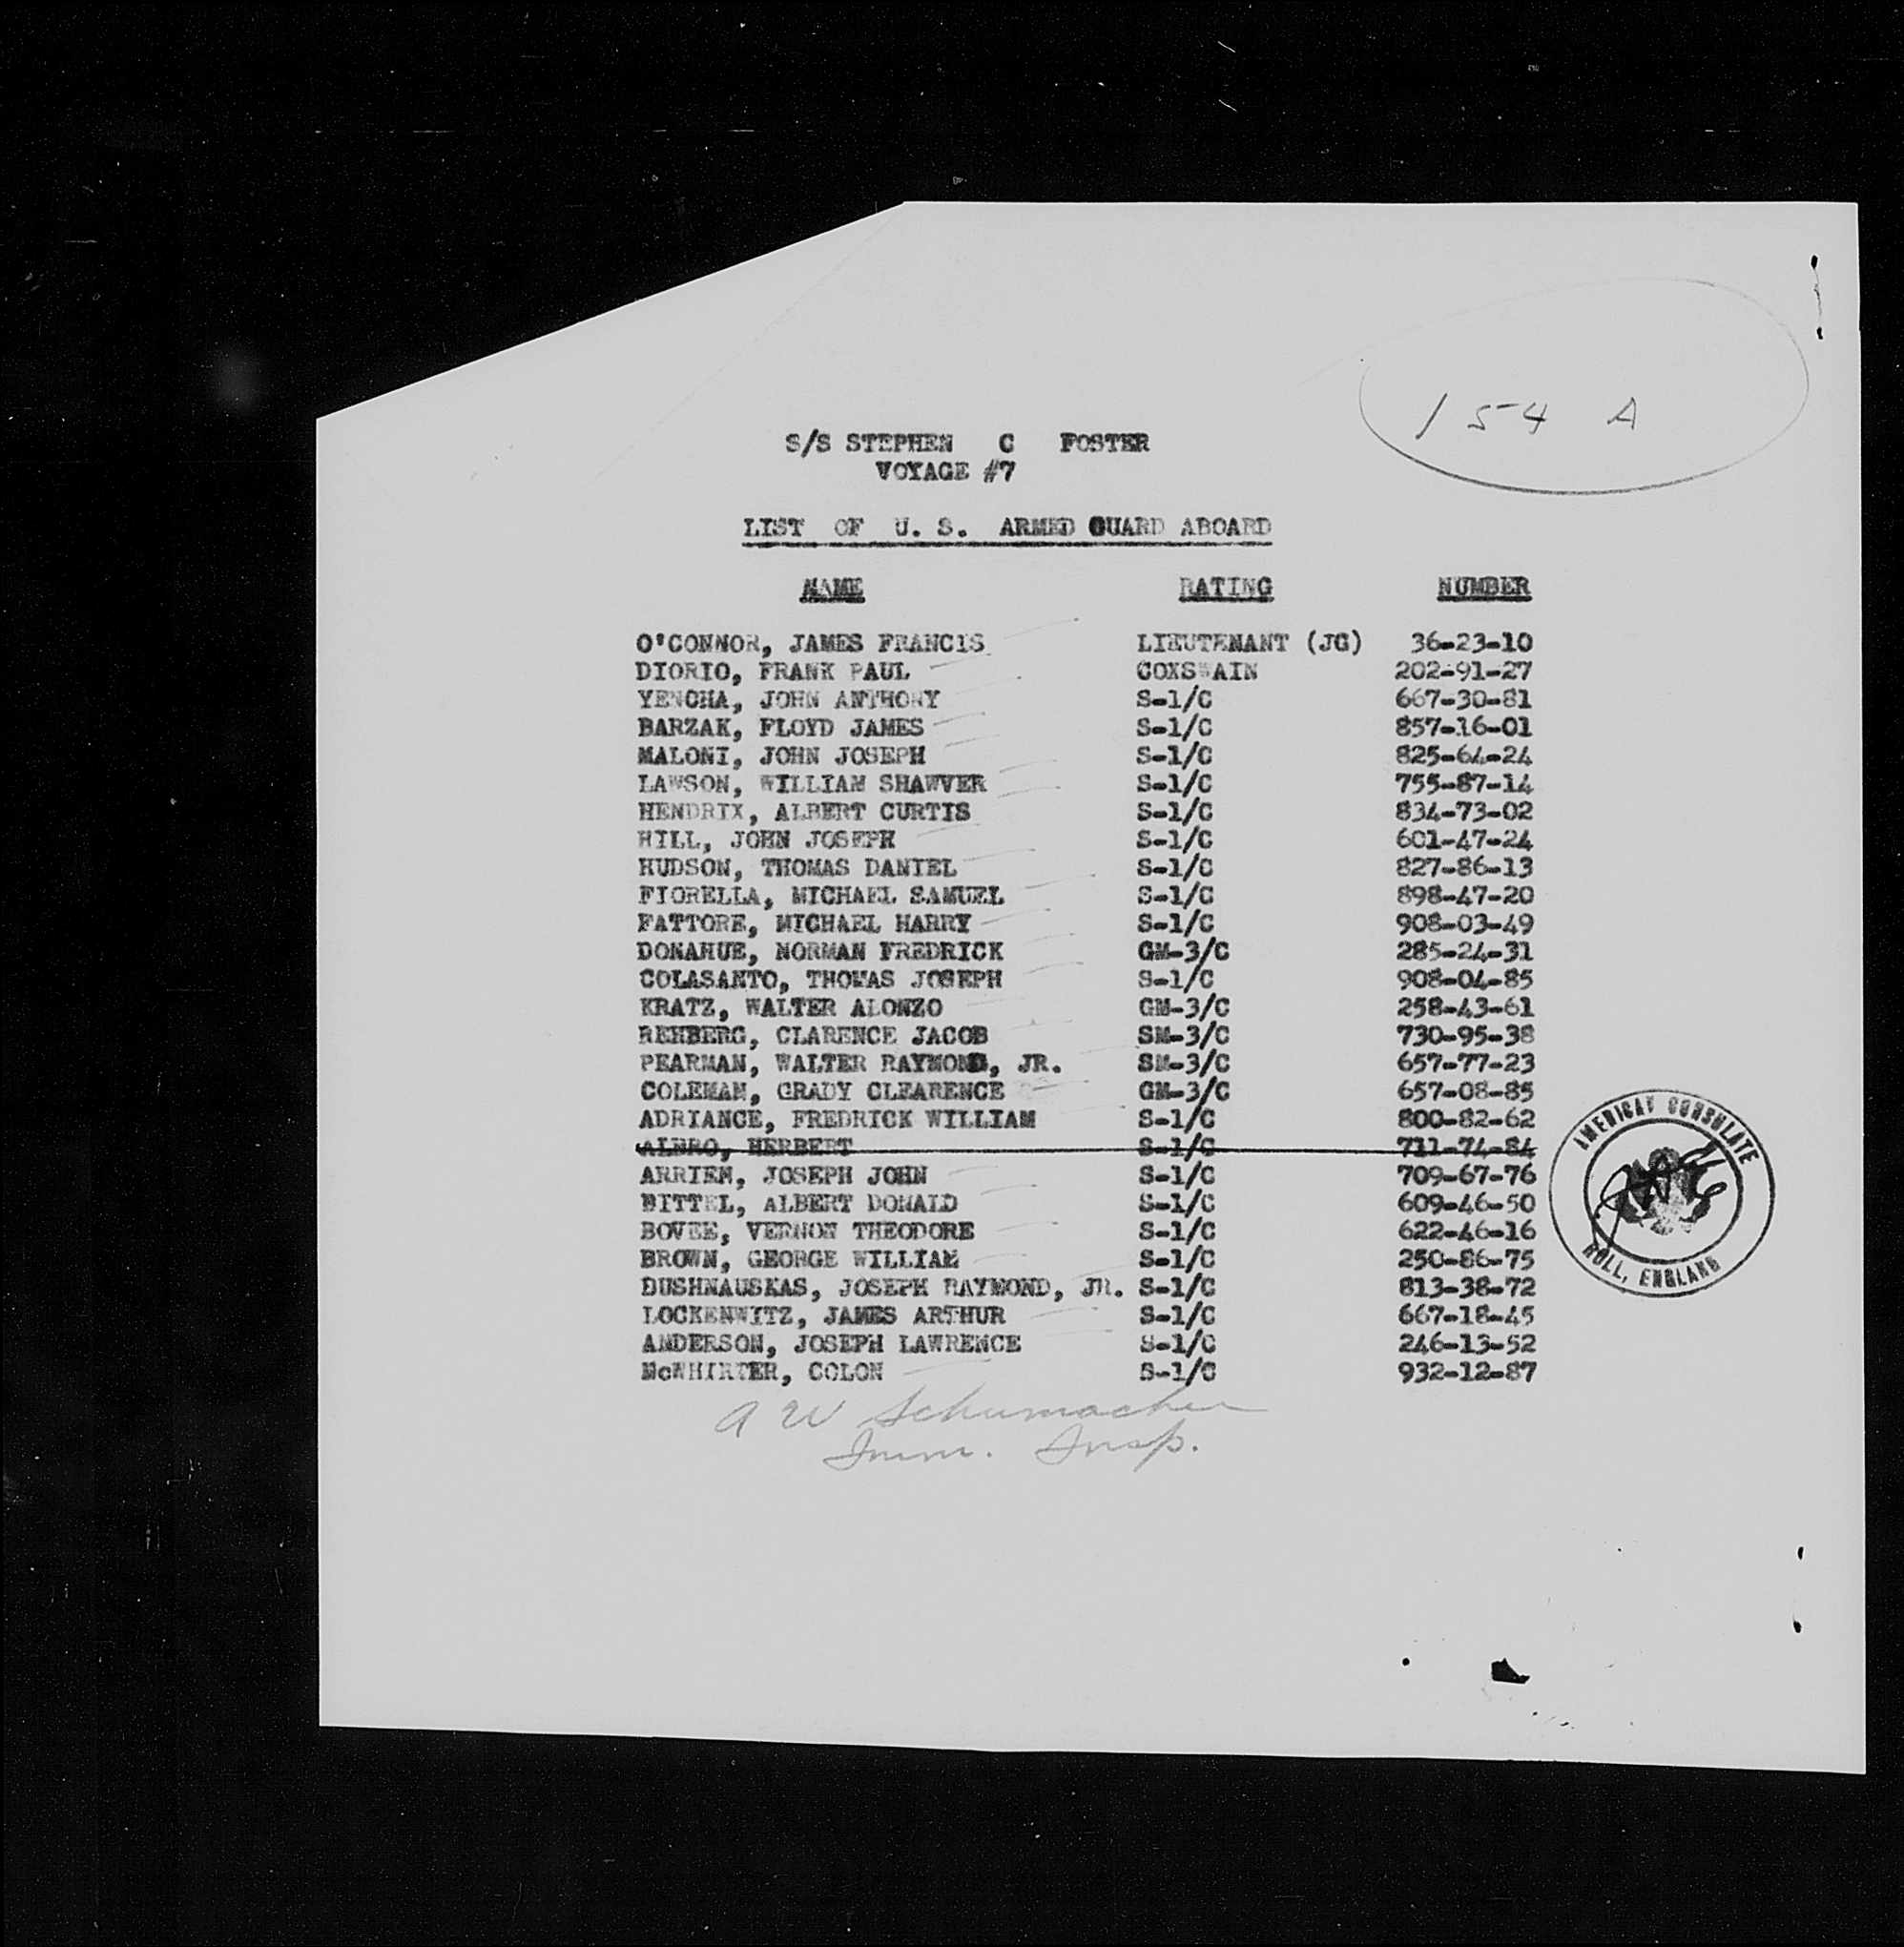 154 A
S/S STEPHEN C FOSTER
VOYAGE #7
LIST OF U. S. ARMED GUARD ABOARD
NAME RATING NUMBER
O'CONNOR, JAMES FRANCIS LIEUTENANT (JG) 36-23-10
DIORIO, FRANK PAUL COXSWAIN 202-91-27
YENCHA, JOHN ANTHONY S-1/C 667-30-81
BARZAK, FLOYD JAMES S-1/C 857-16-01
MALONI, JOHN JOSEPH S-1/C 825-64-24
LAWSON, WILLIAM SHAWVER S-1/C 755-87-14
HENDRIX, ALBERT CURTIS S-1/C 834-73-02
HILL, JOHN JOSEPH S-1/C 601-47-24
HUDSON, THOMAS DANIEL S-1/C 827-86-13
FIORELLA, MICHAEL SAMUEL S-1/C 898-47-20
FATTORE, MICHAEL HARRY S-1/C 908-03-49
DONAHUE, NORMAN FREDRICK GM-3/C 285-24-31
COLASANTO, THOMAS JOSEPH S-1/C 908-04-85
KRATZ, WALTER ALONZO GM-3/C 258-43-61
REHBERG, CLARENCE JACOB SM-3/C 730-95-38
PEARMAN, WALTER RAYMOND, JR. SM-3/C 657-77-23
COLEMAN, GRADY CLEARENCE GM-3/C 657-08-85
ADRIANCE, FREDRICK WILLIAM S-1/C 800-82-62
ALBRO, HERBERT S-1/C 711-74-84
ARRIEN, JOSEPH JOHN S-1/C 709-67-76
BITTEL, ALBERT DONALD S-1/C 609-46-50
BOVEE, VERNON THEODORE S-1/C 622-46-16
BROWN, GEORGE WILLIAM S-1/C 250-86-75
DUSHNAUSKAS, JOSEPH RAYMOND, JR. S-1/C 813-38-72
LOCKENWITZ, JAMES ARTHUR S-1/C 667-18-45
ANDERSON, JOSEPH LAWRENCE S-1/C 246-13-52
McWHIRTER, COLON S-1/C 932-12-87
AMERICAN CONSULATE
HULL, ENGLAND
A W Schumacher
Imm. Insp.